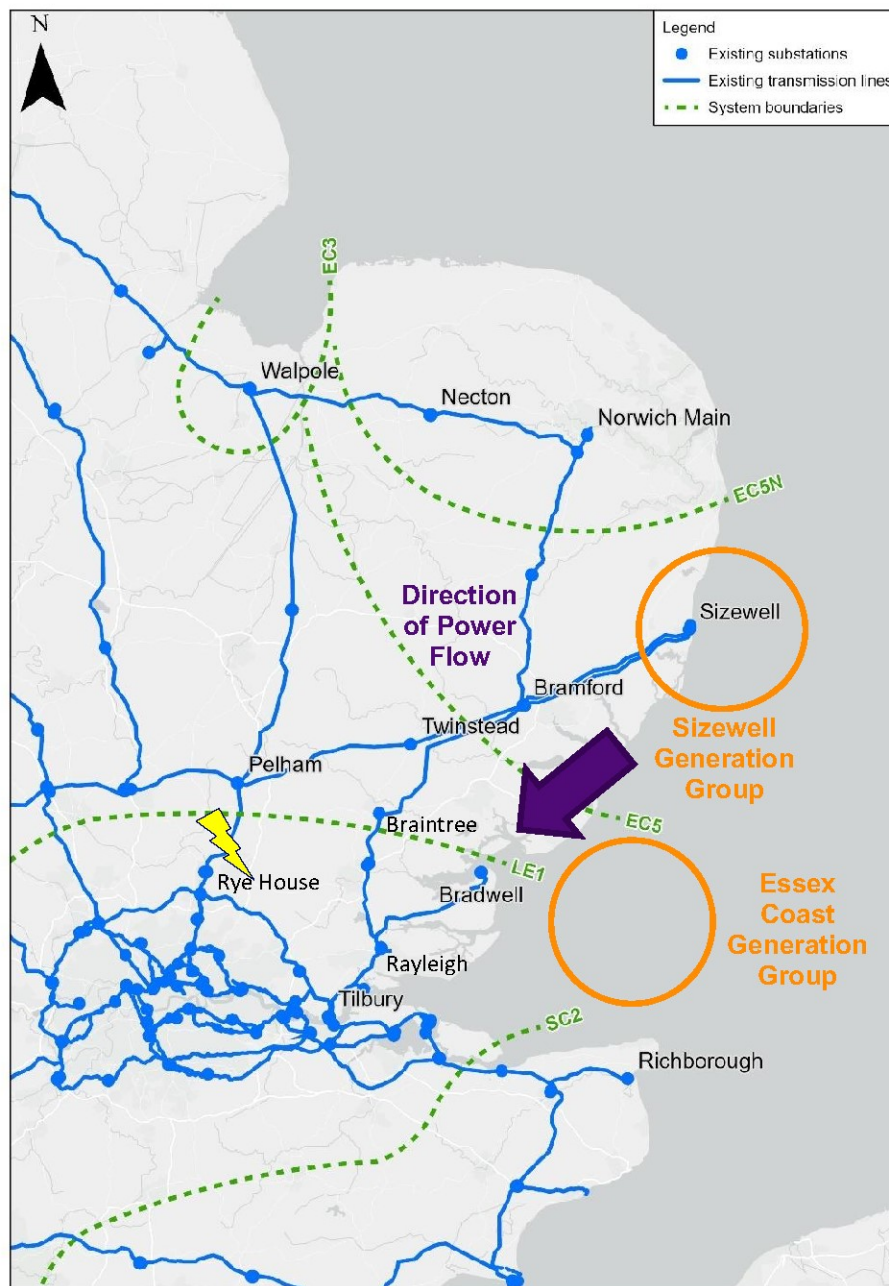 N
Legend
Existing substations
Existing transmission lines
System boundaries
EC3
Walpole
Necton
Norwich Main
EC5N
Direction
of Power
Flow
Sizewell
Bramford
Twinstead
Sizewell
Generation
Group
Pelham
EC5
Braintree
LE1
Rye House
Bradwell
Essex
Coast
Generation
Group
Rayleigh
Tilbury
SC2
Richborough